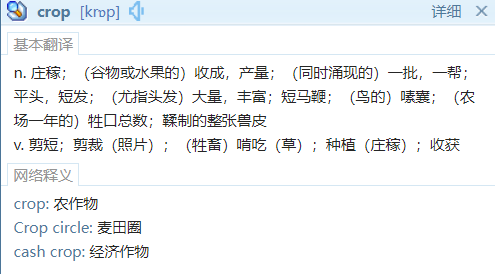 crop [krɒp] 详细
基本翻译
n. 庄稼；（谷物或水果的）收成，产量；（同时涌现的）一批，一帮；
平头，短发；（尤指头发）大量，丰富；短马鞭；（鸟的）嗉囊；（农
场一年的）牲口总数；鞣制的整张兽皮
v. 剪短；剪裁（照片）；（牲畜）啃吃（草）；种植（庄稼）；收获
网络释义
crop: 农作物
Crop circle: 麦田圈
cash crop: 经济作物